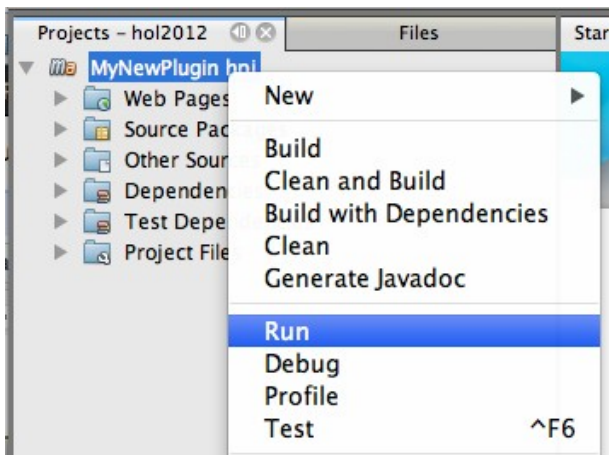 Projects – hol2012
Files
Star
MyNewPlugin hpi
Web Pages
Source Pac
Other Sour
Dependen
Test Depe
Project File
New
Build
Clean and Build
Build with Dependencies
Clean
Generate Javadoc
Run
Debug
Profile
Test ^F6